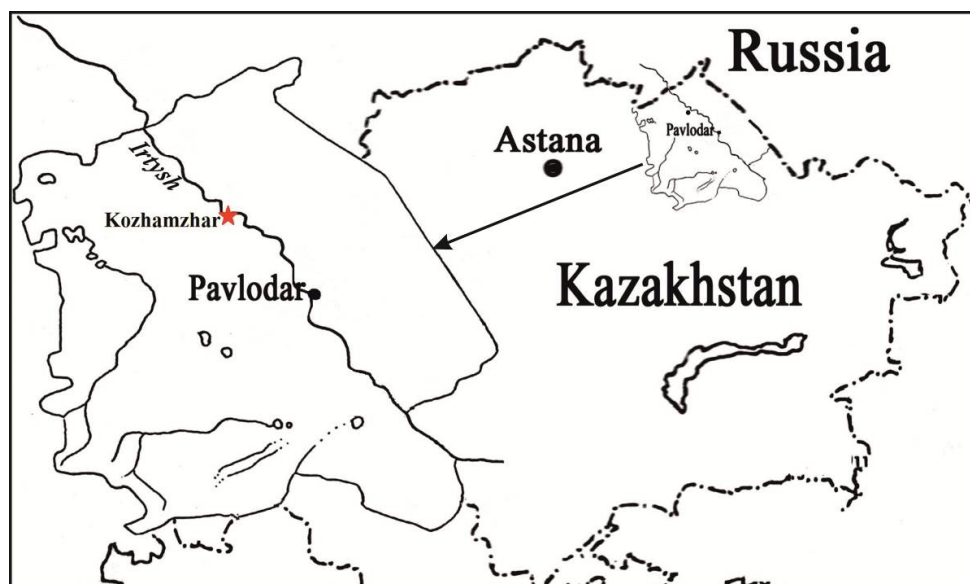 Russia
Pavlodar
Astana
Irtysh
Kozhamzhar
Pavlodar
Kazakhstan